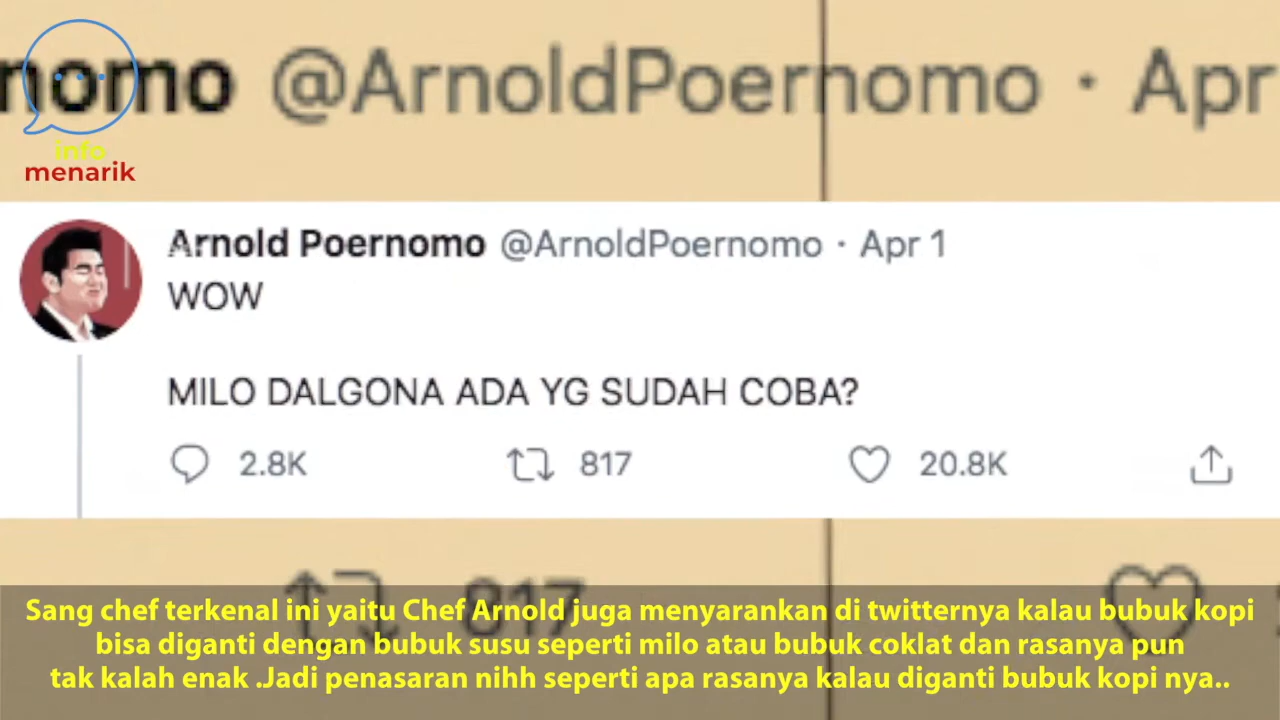 nomo @ArnoldPoernomo · Apr
info
menarik
Arnold Poernomo @ArnoldPoernomo · Apr 1
WOW
MILO DALGONA ADA YG SUDAH COBA?
2.8K 817 20.8K
817
Sang chef terkenal ini yaitu Chef Arnold juga menyarankan di twitternya kalau bubuk kopi
bisa diganti dengan bubuk susu seperti milo atau bubuk coklat dan rasanya pun
tak kalah enak .Jadi penasaran nihh seperti apa rasanya kalau diganti bubuk kopi nya..